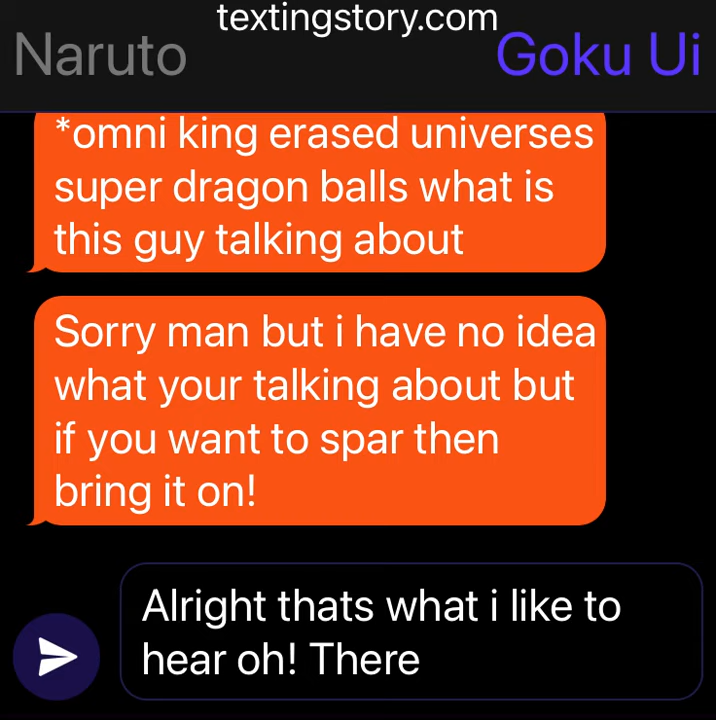 textingstory.com
Naruto
Goku Ui
*omni king erased universes
super dragon balls what is
this guy talking about
Sorry man but i have no idea
what your talking about but
if you want to spar then
bring it on!
Alright thats what i like to
hear oh! There